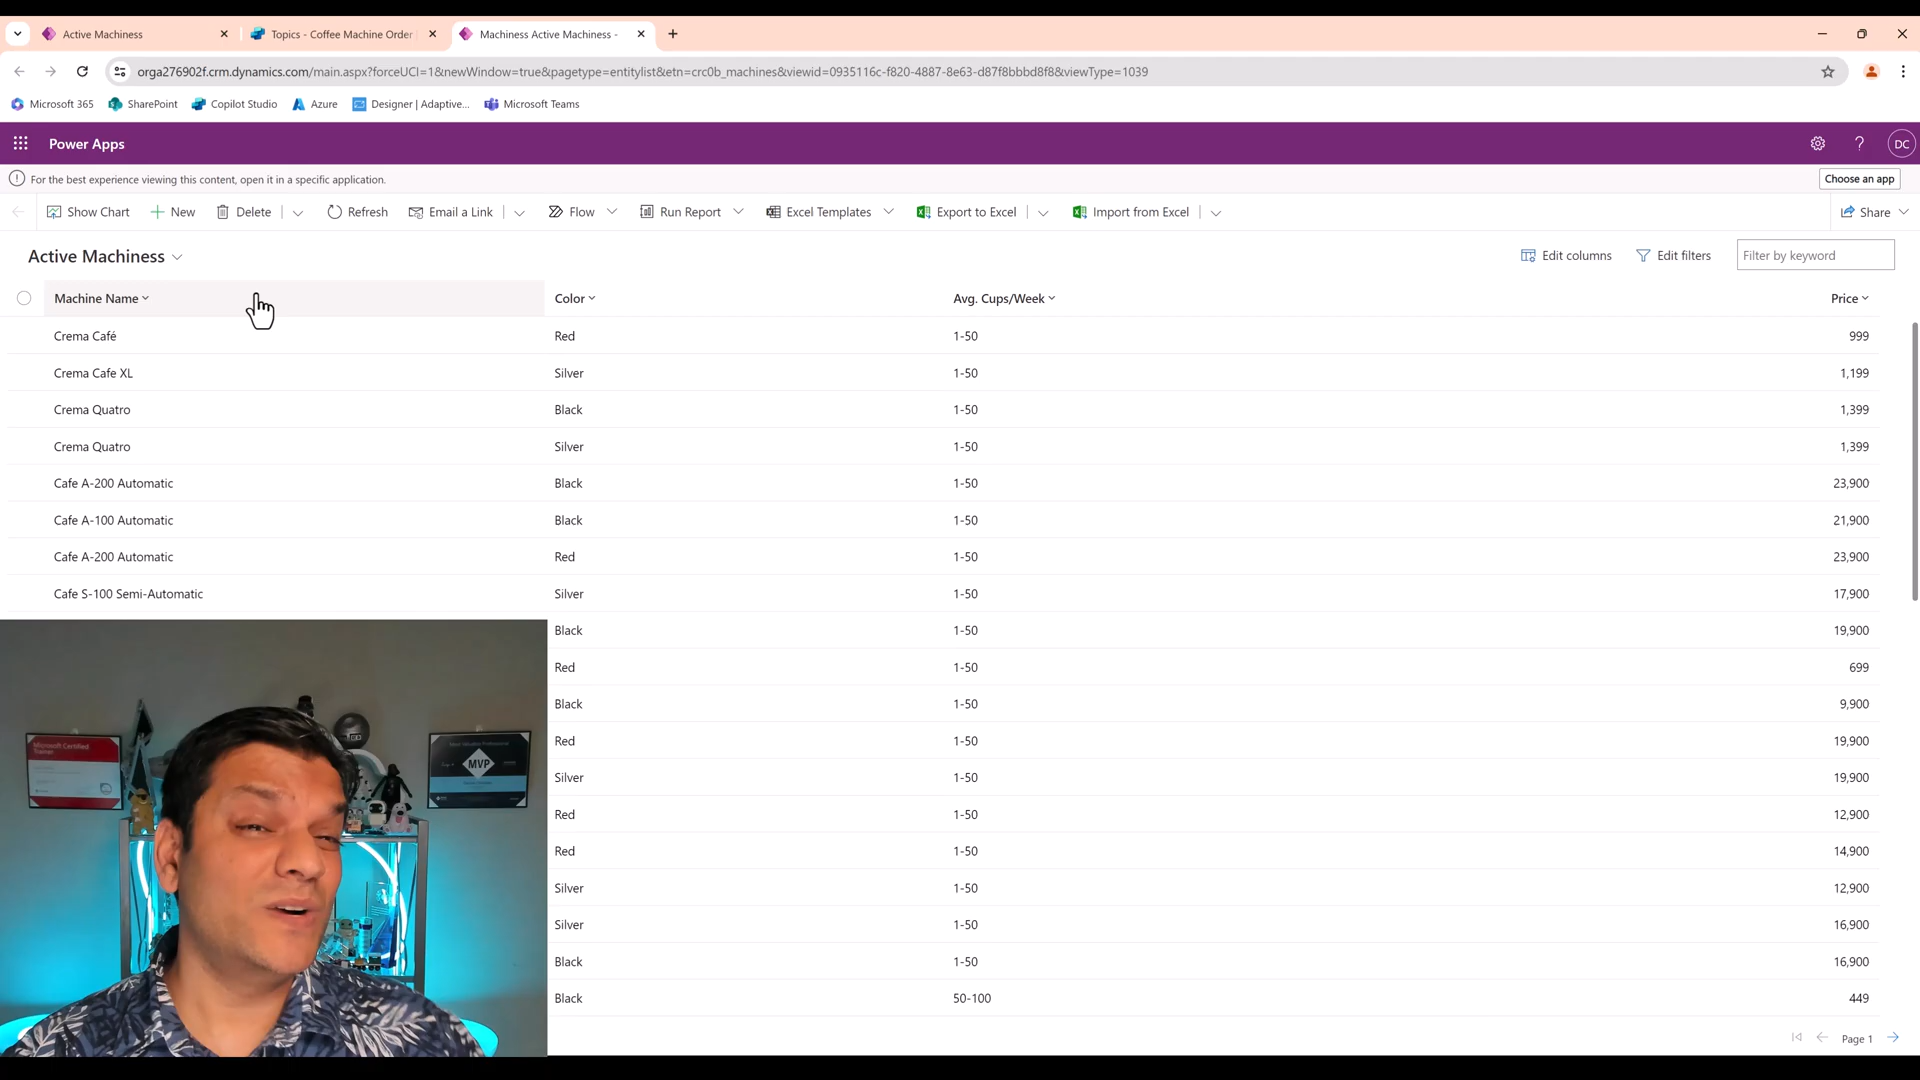 Active Machiness
Topics - Coffee Machine Order
Machiness Active Machiness -
orga276902f.crm.dynamics.com/main.aspx?forceUCI=1&newWindow=true&pagetype=entitylist&etn=crc0b_machines&viewid=0935116c-f820-4887-8e63-d87f8bbbd8f8&viewType=1039
Microsoft 365 SharePoint Copilot Studio Azure Designer | Adaptive... Microsoft Teams
Power Apps ? DC
For the best experience viewing this content, open it in a specific application. Choose an app
Show Chart New Delete Refresh Email a Link Flow Run Report Excel Templates Export to Excel Import from Excel Share
Active Machiness Edit columns Edit filters Filter by keyword
Machine Name Color Avg. Cups/Week Price
Crema Café Red 1-50 999
Crema Cafe XL Silver 1-50 1,199
Crema Quatro Black 1-50 1,399
Crema Quatro Silver 1-50 1,399
Cafe A-200 Automatic Black 1-50 23,900
Cafe A-100 Automatic Black 1-50 21,900
Cafe A-200 Automatic Red 1-50 23,900
Cafe S-100 Semi-Automatic Silver 1-50 17,900
Black 1-50 19,900
Red 1-50 699
Black 1-50 9,900
Red 1-50 19,900
Silver 1-50 19,900
Red 1-50 12,900
Red 1-50 14,900
Silver 1-50 12,900
Silver 1-50 16,900
Black 1-50 16,900
Black 50-100 449
Page 1
Microsoft Certified
Trainer
MVP